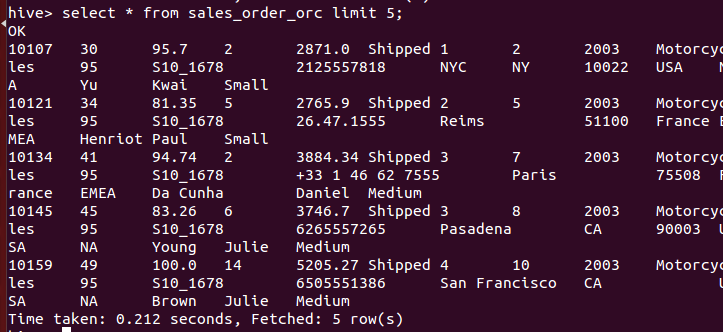 hive> select * from sales_order_orc limit 5;
OK
10107 30 95.7 2 2871.0 Shipped 1 2 2003 Motorcyc
les 95 S10_1678 2125557818 NYC NY 10022 USA
A Yu Kwai Small
10121 34 81.35 5 2765.9 Shipped 2 5 2003 Motorcyc
les 95 S10_1678 26.47.1555 Reims 51100 France E
MEA Henriot Paul Small
10134 41 94.74 2 3884.34 Shipped 3 7 2003 Motorcyc
les 95 S10_1678 +33 1 46 62 7555 Paris 75508
rance EMEA Da Cunha Daniel Medium
10145 45 83.26 6 3746.7 Shipped 3 8 2003 Motorcyc
les 95 S10_1678 6265557265 Pasadena CA 90003
SA NA Young Julie Medium
10159 49 100.0 14 5205.27 Shipped 4 10 2003 Motorcyc
les 95 S10_1678 6505551386 San Francisco CA
SA NA Brown Julie Medium
Time taken: 0.212 seconds, Fetched: 5 row(s)